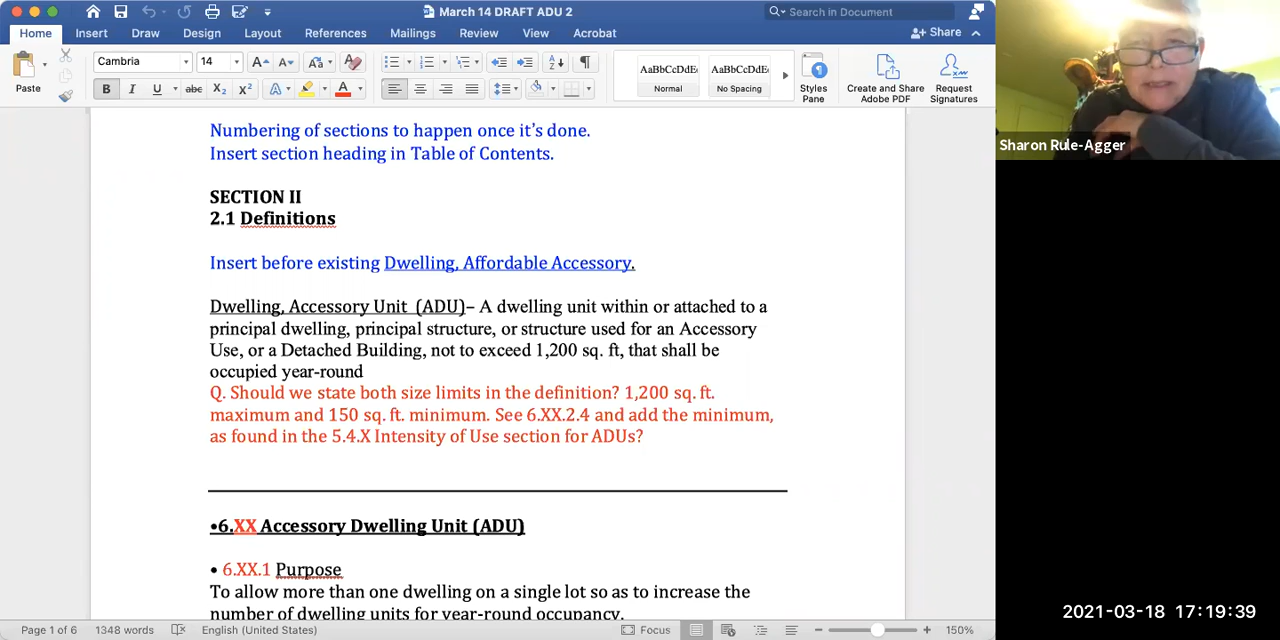 March 14 DRAFT ADU 2
Search in Document
Home Insert Draw Design Layout References Mailings Review View Acrobat
Share
Paste
Cambria 14
AaBbCcDdE AaBbCcDdE
Normal No Spacing
Styles Pane
Create and Share Adobe PDF
Request Signatures
Numbering of sections to happen once it's done.
Insert section heading in Table of Contents.
SECTION II
2.1 Definitions
Insert before existing Dwelling, Affordable Accessory.
Dwelling, Accessory Unit (ADU)– A dwelling unit within or attached to a
principal dwelling, principal structure, or structure used for an Accessory
Use, or a Detached Building, not to exceed 1,200 sq. ft, that shall be
occupied year-round
Q. Should we state both size limits in the definition? 1,200 sq. ft.
maximum and 150 sq. ft. minimum. See 6.XX.2.4 and add the minimum,
as found in the 5.4.X Intensity of Use section for ADUs?
•6.XX Accessory Dwelling Unit (ADU)
• 6.XX.1 Purpose
To allow more than one dwelling on a single lot so as to increase the
number of dwelling units for year-round occupancy.
Page 1 of 6 1348 words English (United States) Focus 150%
Sharon Rule-Agger
2021-03-18 17:19:39